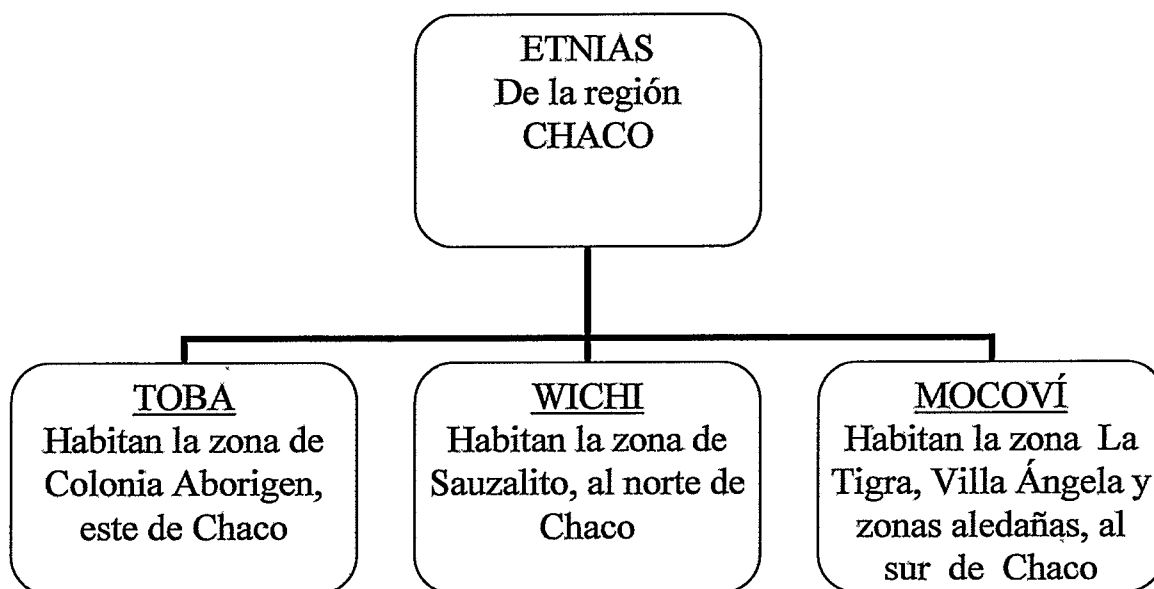 ETNIAS
De la región
CHACO
TOBA
Habitan la zona de
Colonia Aborigen,
este de Chaco
WICHI
Habitan la zona de
Sauzalito, al norte de
Chaco
MOCOVÍ
Habitan la zona La
Tigra, Villa Ángela y
zonas aledañas, al
sur de Chaco